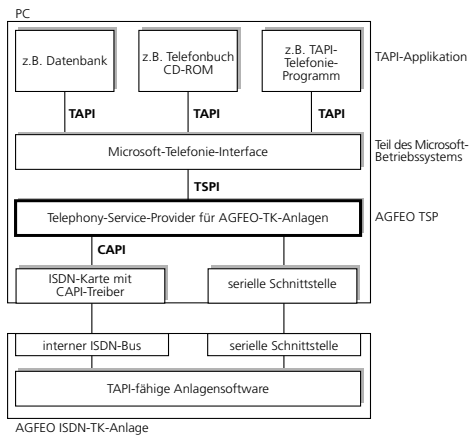 PC
z.B. Datenbank
z.B. Telefonbuch
CD-ROM
z.B. TAPI-
Telefonie-
Programm
TAPI-Applikation
TAPI
TAPI
TAPI
Microsoft-Telefonie-Interface
Teil des Microsoft-
Betriebssystems
TSPI
Telephony-Service-Provider für AGFEO-TK-Anlagen
AGFEO TSP
CAPI
ISDN-Karte mit
CAPI-Treiber
serielle Schnittstelle
interner ISDN-Bus
serielle Schnittstelle
TAPI-fähige Anlagensoftware
AGFEO ISDN-TK-Anlage